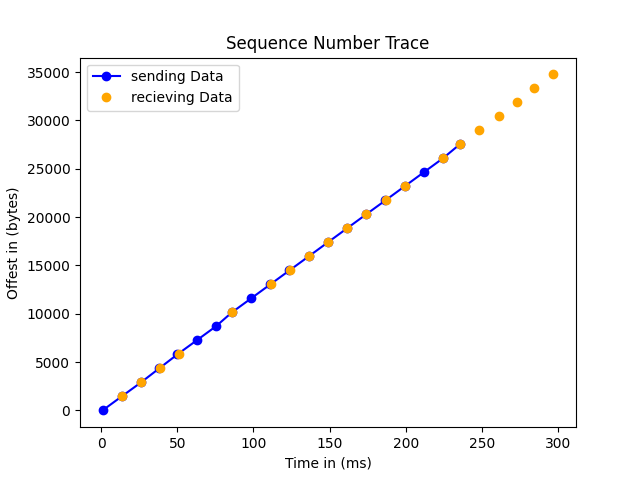 Sequence Number Trace
sending Data
recieving Data
35000
30000
25000
20000
15000
10000
5000
0
Offest in (bytes)
0 50 100 150 200 250 300
Time in (ms)